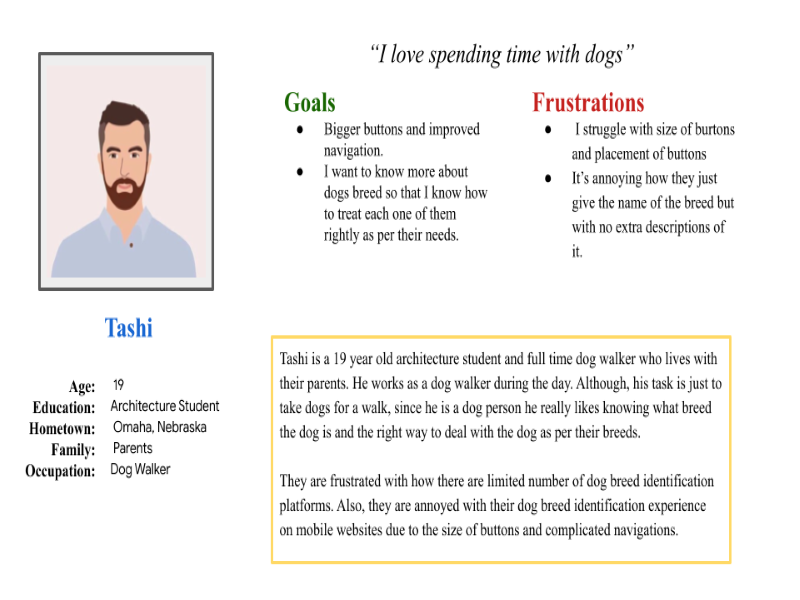 “I love spending time with dogs”
Goals
● Bigger buttons and improved
navigation.
● I want to know more about
dogs breed so that I know how
to treat each one of them
rightly as per their needs.
Frustrations
● I struggle with size of burtons
and placement of buttons
● It’s annoying how they just
give the name of the breed but
with no extra descriptions of
it.
Tashi
Age: 19
Education: Architecture Student
Hometown: Omaha, Nebraska
Family: Parents
Occupation: Dog Walker
Tashi is a 19 year old architecture student and full time dog walker who lives with
their parents. He works as a dog walker during the day. Although, his task is just to
take dogs for a walk, since he is a dog person he really likes knowing what breed
the dog is and the right way to deal with the dog as per their breeds.
They are frustrated with how there are limited number of dog breed identification
platforms. Also, they are annoyed with their dog breed identification experience
on mobile websites due to the size of buttons and complicated navigations.